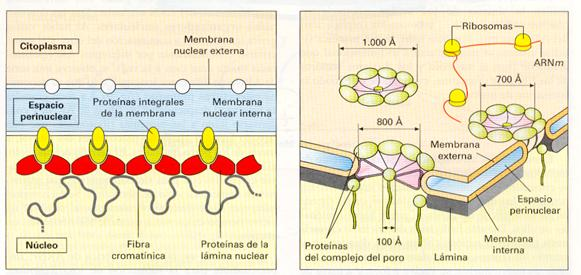 Citoplasma
Membrana
nuclear externa
Espacio
perinuclear
Proteínas integrales
de la membrana
Membrana
nuclear interna
Núcleo
Fibra
cromatínica
Proteínas de la
lámina nuclear
1.000 Å
Ribosomas
ARNm
700 Å
800 Å
Membrana
externa
Espacio
perinuclear
Membrana
interna
100 Å
Proteínas
del complejo del poro
Lámina